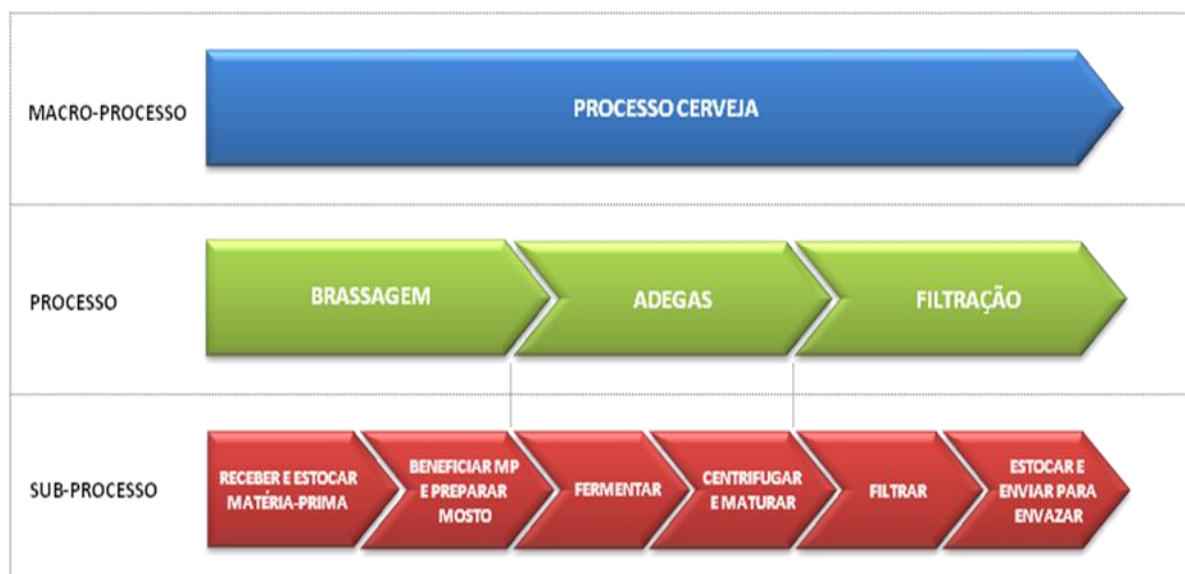 MACRO-PROCESSO
PROCESSO CERVEJA
PROCESSO
BRASSAGEM
ADEGAS
FILTRAÇÃO
SUB-PROCESSO
RECEBER E ESTOCAR
MATÉRIA-PRIMA
BENEFICIAR MP
E PREPARAR
MOSTO
FERMENTAR
CENTRIFUGAR
E MATURAR
FILTRAR
ESTOCAR E
ENVIAR PARA
ENVAZAR